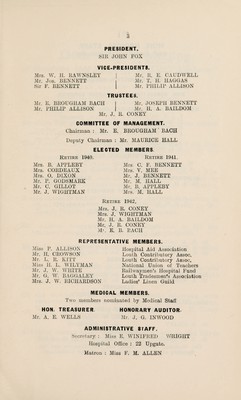 3
PRESIDENT.
SIR JOHN FOX
VICE-PRESIDENTS.
Mrs. W. H. RAWNSLEY | Mr. R. E. CAUDWELL
Mr. Jos. BENNETT | Mr. T. H. HAGGAS
Sir F. BENNETT | Mr. PHILIP ALLISON
TRUSTEES.
Mr. E. BROUGHAM BACH | Mr. JOSEPH BENNETT
Mr. PHILIP ALLISON | Mr. H. A. BAILDOM
Mr. J. R. CONEY
COMMITTEE OF MANAGEMENT.
Chairman : Mr. E. BROUGHAM BACH
Deputy Chairman : Mr. MAURICE HALL
ELECTED MEMBERS
RETIRE 1940. RETIRE 1941.
Mrs. B. APPLEBY Mrs C. F. BENNETT
Mrs. CORDEAUX Mrs V. MEE
Mrs. O. DIXON Mr. J. BENNETT
Mr. F. GODSMARK Mr. M. HALL
Mr. C. GILLOT Mr. B. APPLEBY
Mr. J. WIGHTMAN Mrs. M. HALL
RETIRE 1942.
Mrs. J. R. CONEY
Mrs. J. WIGHTMAN
Mr. H. A. BAILDOM
Mr. J. R. CONEY
Mr. E. B. BACH
REPRESENTATIVE MEMBERS.
Miss P. ALLISON Hospital Aid Association
Mr. H. CROWSON Louth Contributory Assoc.
Mr. L. R. KITT Louth Contributory Assoc.
Miss H. L. WILYMAN National Union of Teachers
Mr. J. W. WHITE Railwaymen's Hospital Fund
Mr. G. W. BAGGALEY Louth Tradesmen's Association
Mrs. J. W. RICHARDSON Ladies' Linen Guild
MEDICAL MEMBERS.
Two members nominated by Medical Staff
HON. TREASURER. HONORARY AUDITOR.
Mr. A. E. WELLS Mr. J. G. INWOOD
ADMINISTRATIVE STAFF.
Secretary : Miss E. WINIFRED WRIGHT
Hospital Office : 22 Upgate.
Matron : Miss F. M. ALLEN